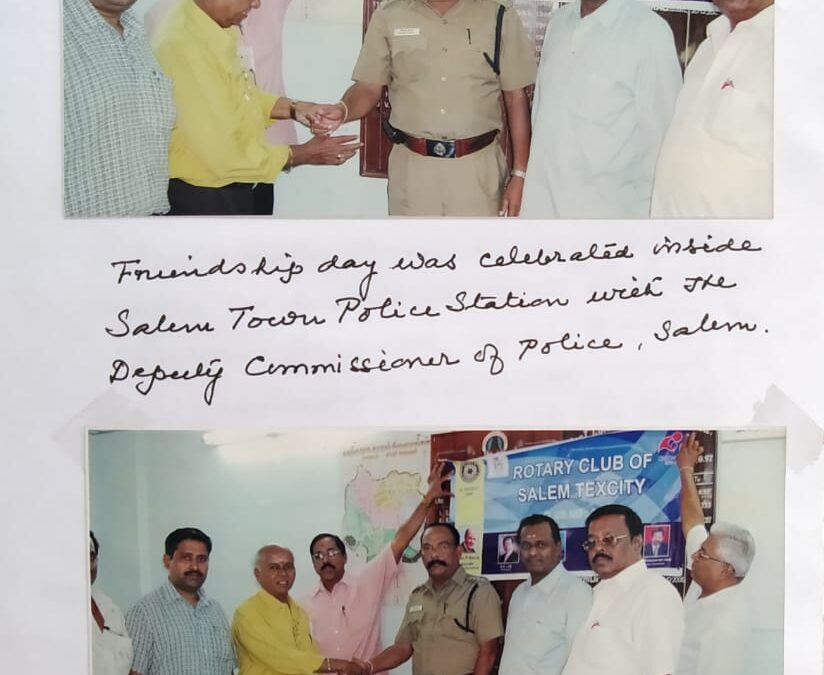 Friendship day was celebrated inside
Salem Town Police Station with the
Deputy Commissioner of Police, Salem.
ROTARY CLUB OF
SALEM TEXCITY